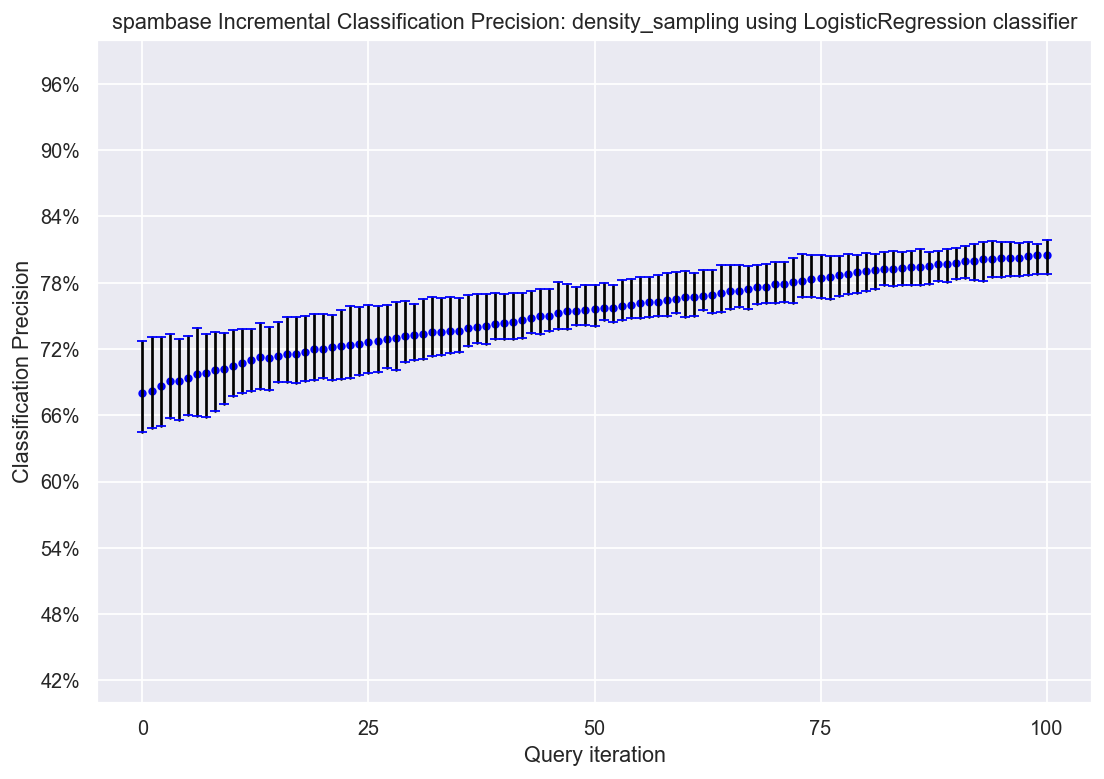 spambase Incremental Classification Precision: density_sampling using LogisticRegression classifier
96%
90%
84%
78%
72%
66%
60%
54%
48%
42%
Classification Precision
0 25 50 75 100
Query iteration